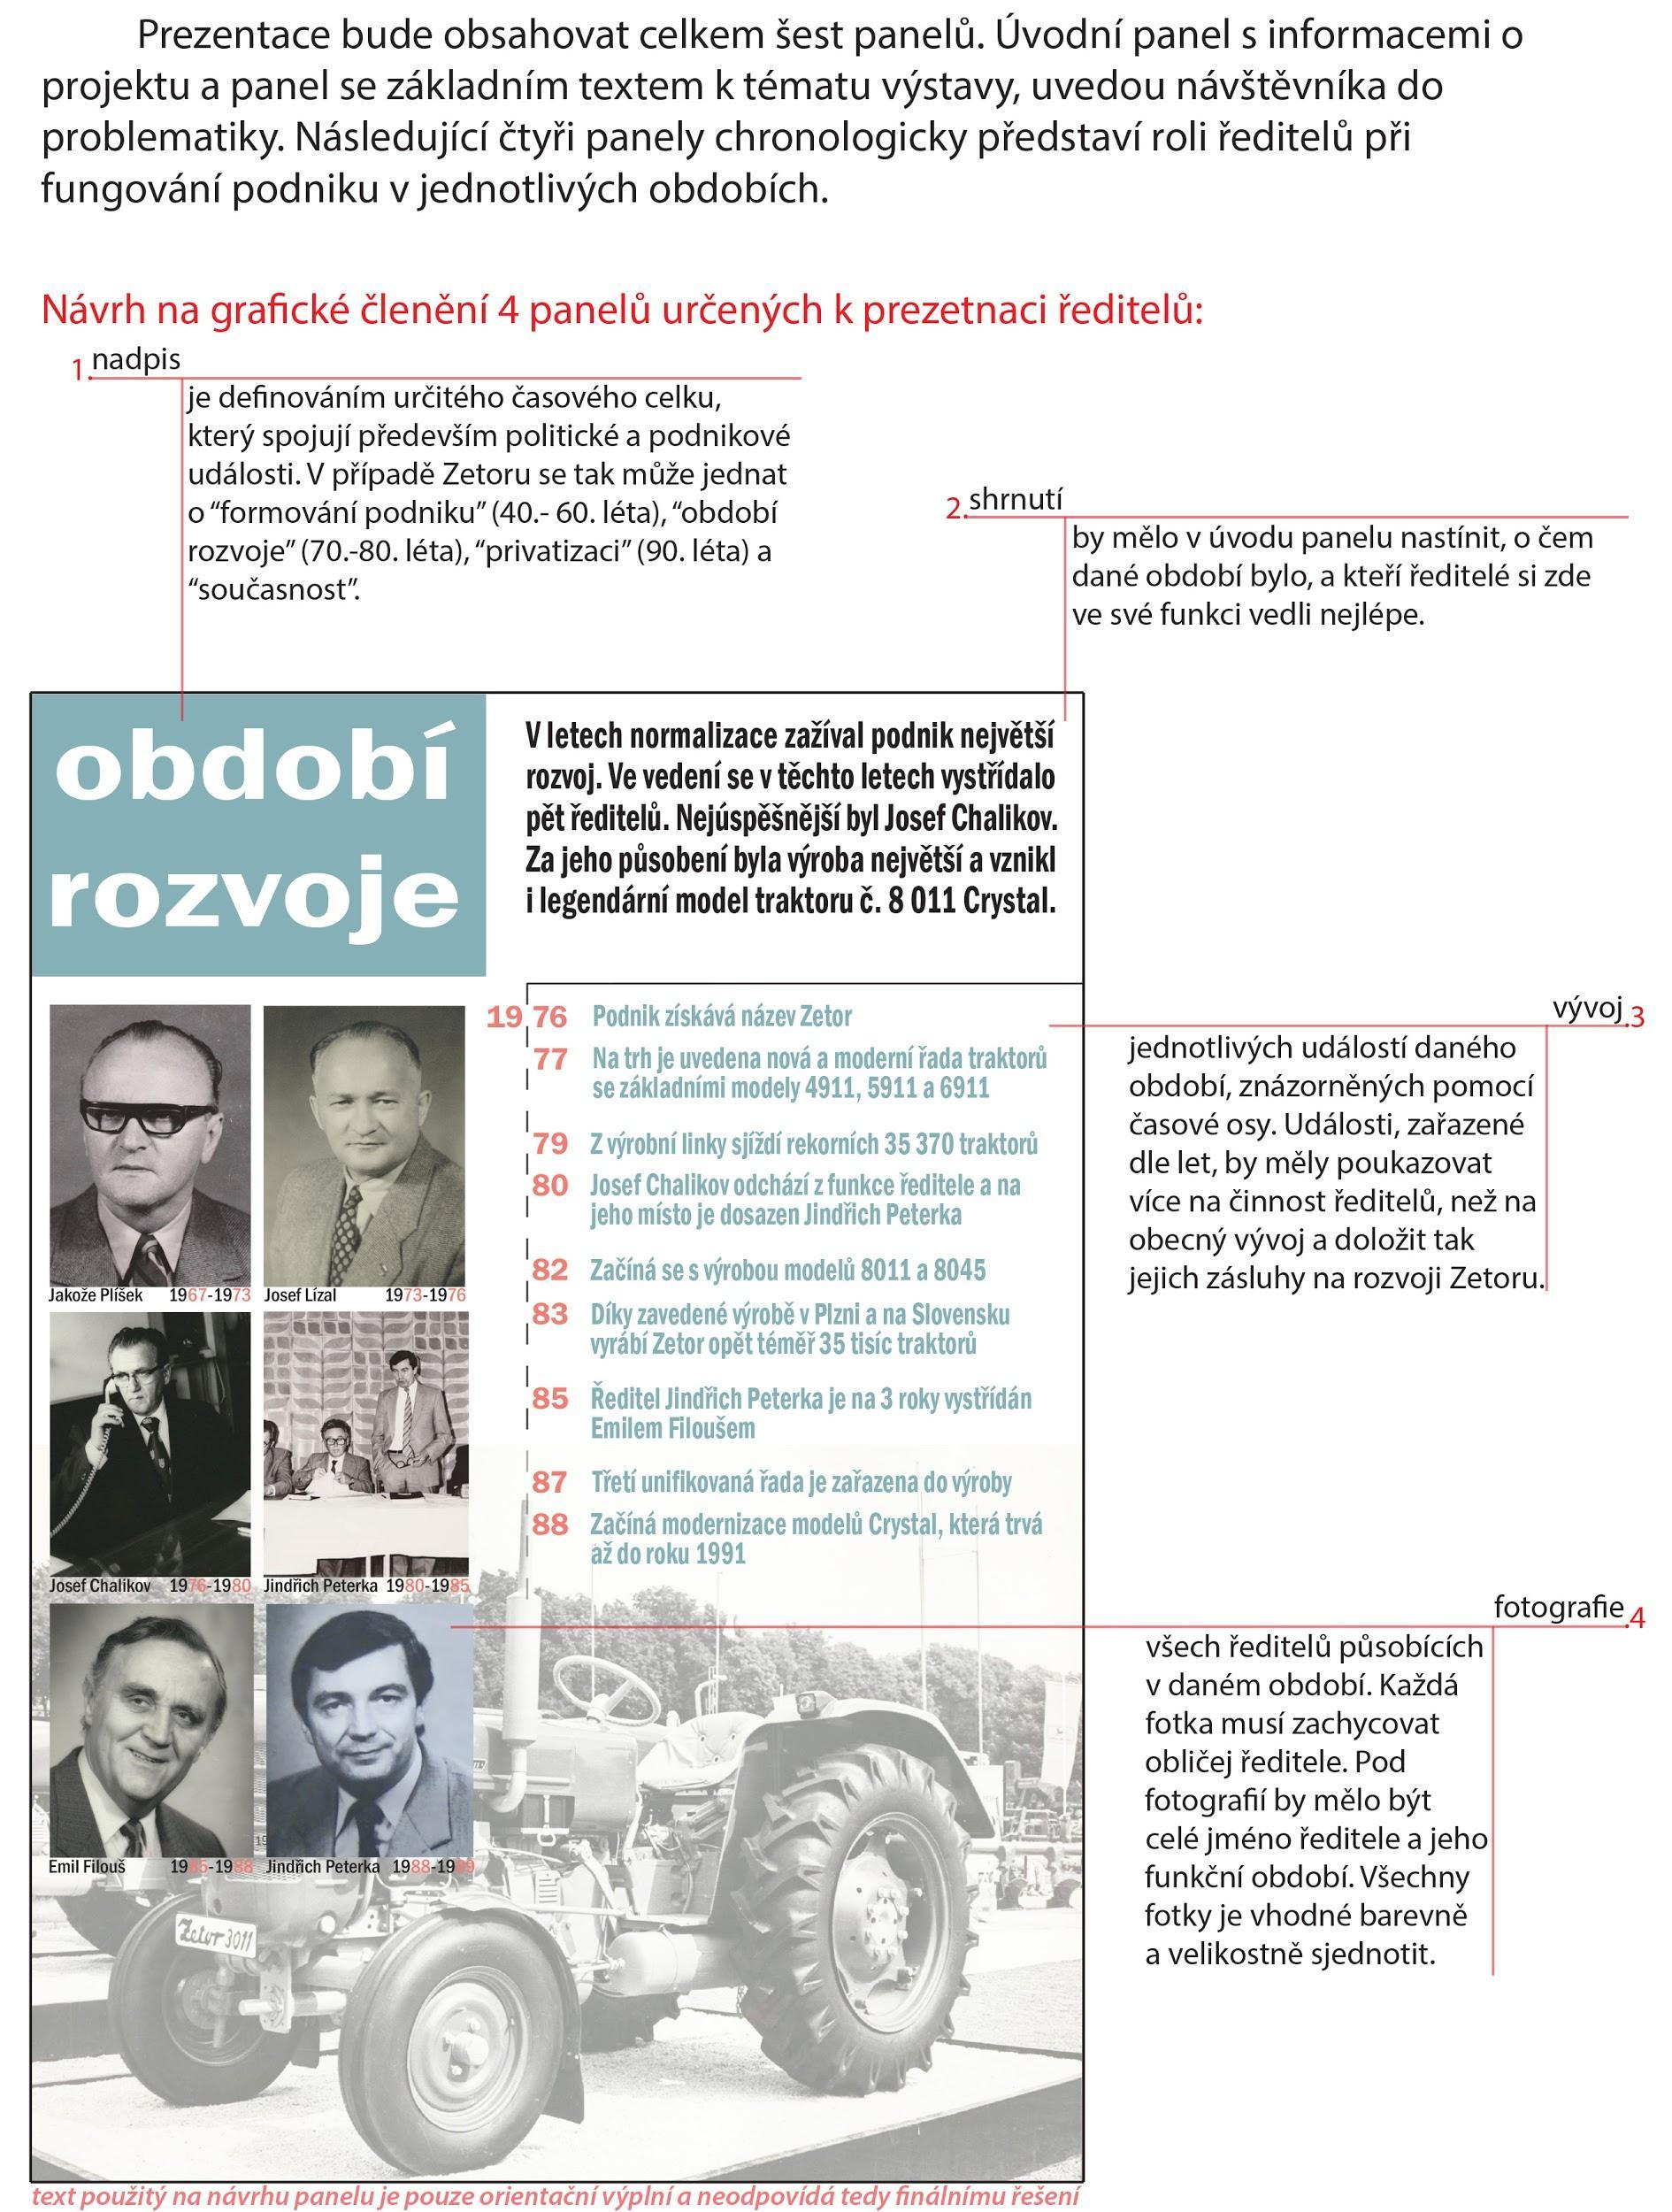 Prezentace bude obsahovat celkem šest panelů. Úvodní panel s informacemi o
projektu a panel se základním textem k tématu výstavy, uvedou návštěvníka do
problematiky. Následující čtyři panely chronologicky představí roli ředitelů při
fungování podniku v jednotlivých obdobích.
Návrh na grafické členění 4 panelů určených k prezetnaci ředitelů:
1. nadpis
je definováním určitého časového celku,
který spojují především politické a podnikové
události. V případě Zetoru se tak může jednat
o “formování podniku” (40.- 60. léta), “období
rozvoje” (70.-80. léta), “privatizaci” (90. léta) a
“současnost”.
2. shrnutí
by mělo v úvodu panelu nastínit, o čem
dané období bylo, a kteří ředitelé si zde
ve své funkci vedli nejlépe.
období
rozvoje
V letech normalizace zažíval podnik největší
rozvoj. Ve vedení se v těchto letech vystřídalo
pět ředitelů. Nejúspěšnější byl Josef Chalikov.
Za jeho působení byla výroba největší a vznikl
i legendární model traktoru č. 8 011 Crystal.
Jakože Plíšek 1967-1973 Josef Lízal 1973-1976
Josef Chalikov 1976-1980 Jindřich Peterka 1980-1985
Emil Filouš 1985-1988 Jindřich Peterka 1988-1989
1976 Podnik získává název Zetor
77 Na trh je uvedena nová a moderní řada traktorů
se základními modely 4911, 5911 a 6911
79 Z výrobní linky sjíždí rekorních 35 370 traktorů
80 Josef Chalikov odchází z funkce ředitele a na
jeho místo je dosazen Jindřich Peterka
82 Začíná se s výrobou modelů 8011 a 8045
83 Díky zavedené výrobě v Plzni a na Slovensku
vyrábí Zetor opět téměř 35 tisíc traktorů
85 Ředitel Jindřich Peterka je na 3 roky vystřídán
Emilem Filoušem
87 Třetí unifikovaná řada je zařazena do výroby
88 Začíná modernizace modelů Crystal, která trvá
až do roku 1991
Zetor 3011
vývoj .3
jednotlivých událostí daného
období, znázorněných pomocí
časové osy. Události, zařazené
dle let, by měly poukazovat
více na činnost ředitelů, než na
obecný vývoj a doložit tak
jejich zásluhy na rozvoji Zetoru.
fotografie .4
všech ředitelů působících
v daném období. Každá
fotka musí zachycovat
obličej ředitele. Pod
fotografií by mělo být
celé jméno ředitele a jeho
funkční období. Všechny
fotky je vhodné barevně
a velikostně sjednotit.
text použitý na návrhu panelu je pouze orientační výplní a neodpovídá tedy finálnímu řešení